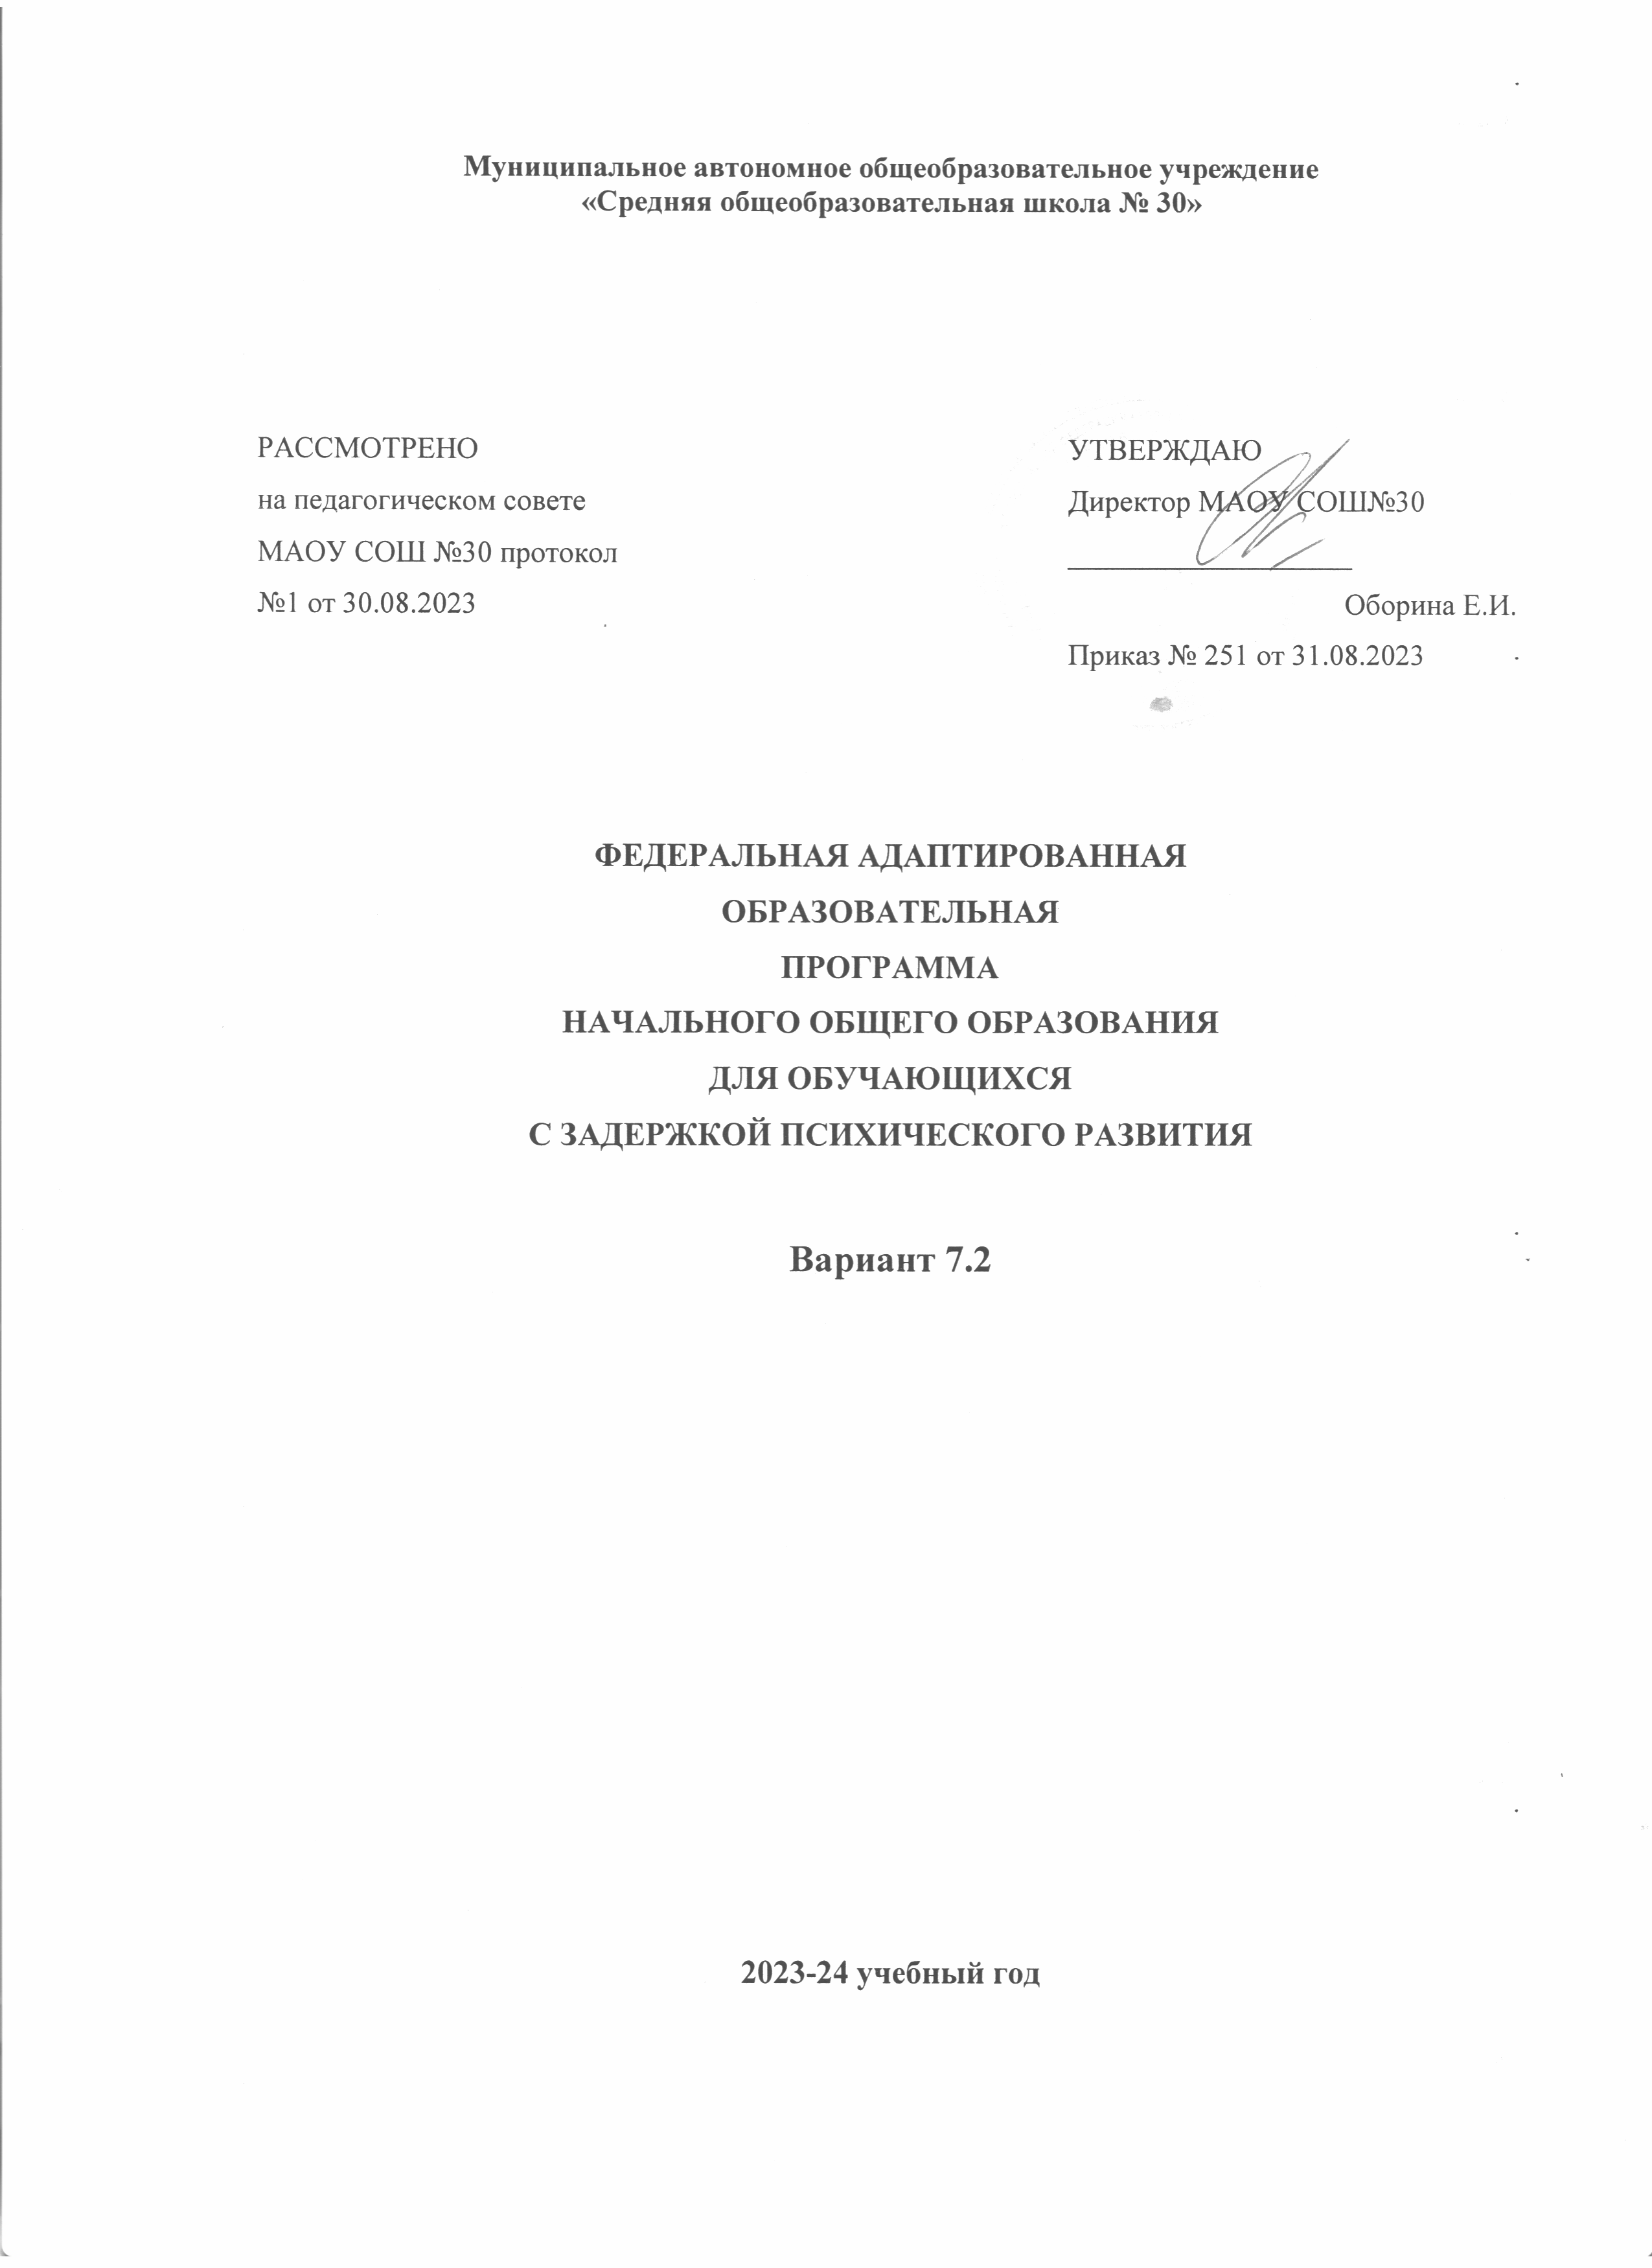 Муниципальное автономное общеобразовательное учреждение
«Средняя общеобразовательная школа № 30»
РАССМОТРЕНО
на педагогическом совете
МАОУ СОШ №30 протокол
№1 от 30.08.2023
УТВЕРЖДАЮ
Директор МАОУ СОШ№30
Оборина Е.И.
Приказ № 251 от 31.08.2023
ФЕДЕРАЛЬНАЯ АДАПТИРОВАННАЯ
ОБРАЗОВАТЕЛЬНАЯ
ПРОГРАММА
НАЧАЛЬНОГО ОБЩЕГО ОБРАЗОВАНИЯ
ДЛЯ ОБУЧАЮЩИХСЯ
С ЗАДЕРЖКОЙ ПСИХИЧЕСКОГО РАЗВИТИЯ
Вариант 7.2
2023-24 учебный год